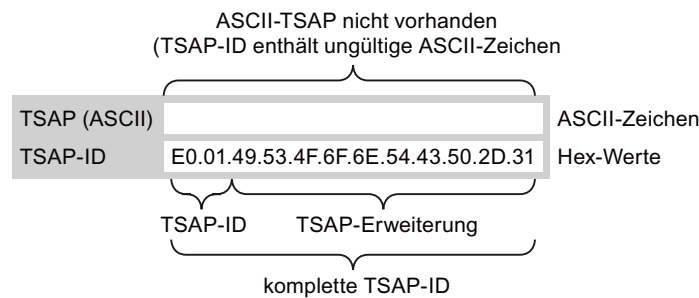 ASCII-TSAP nicht vorhanden
(TSAP-ID enthält ungültige ASCII-Zeichen
TSAP (ASCII) ASCII-Zeichen
TSAP-ID E0.01.49.53.4F.6F.6E.54.43.50.2D.31 Hex-Werte
TSAP-ID TSAP-Erweiterung
komplette TSAP-ID